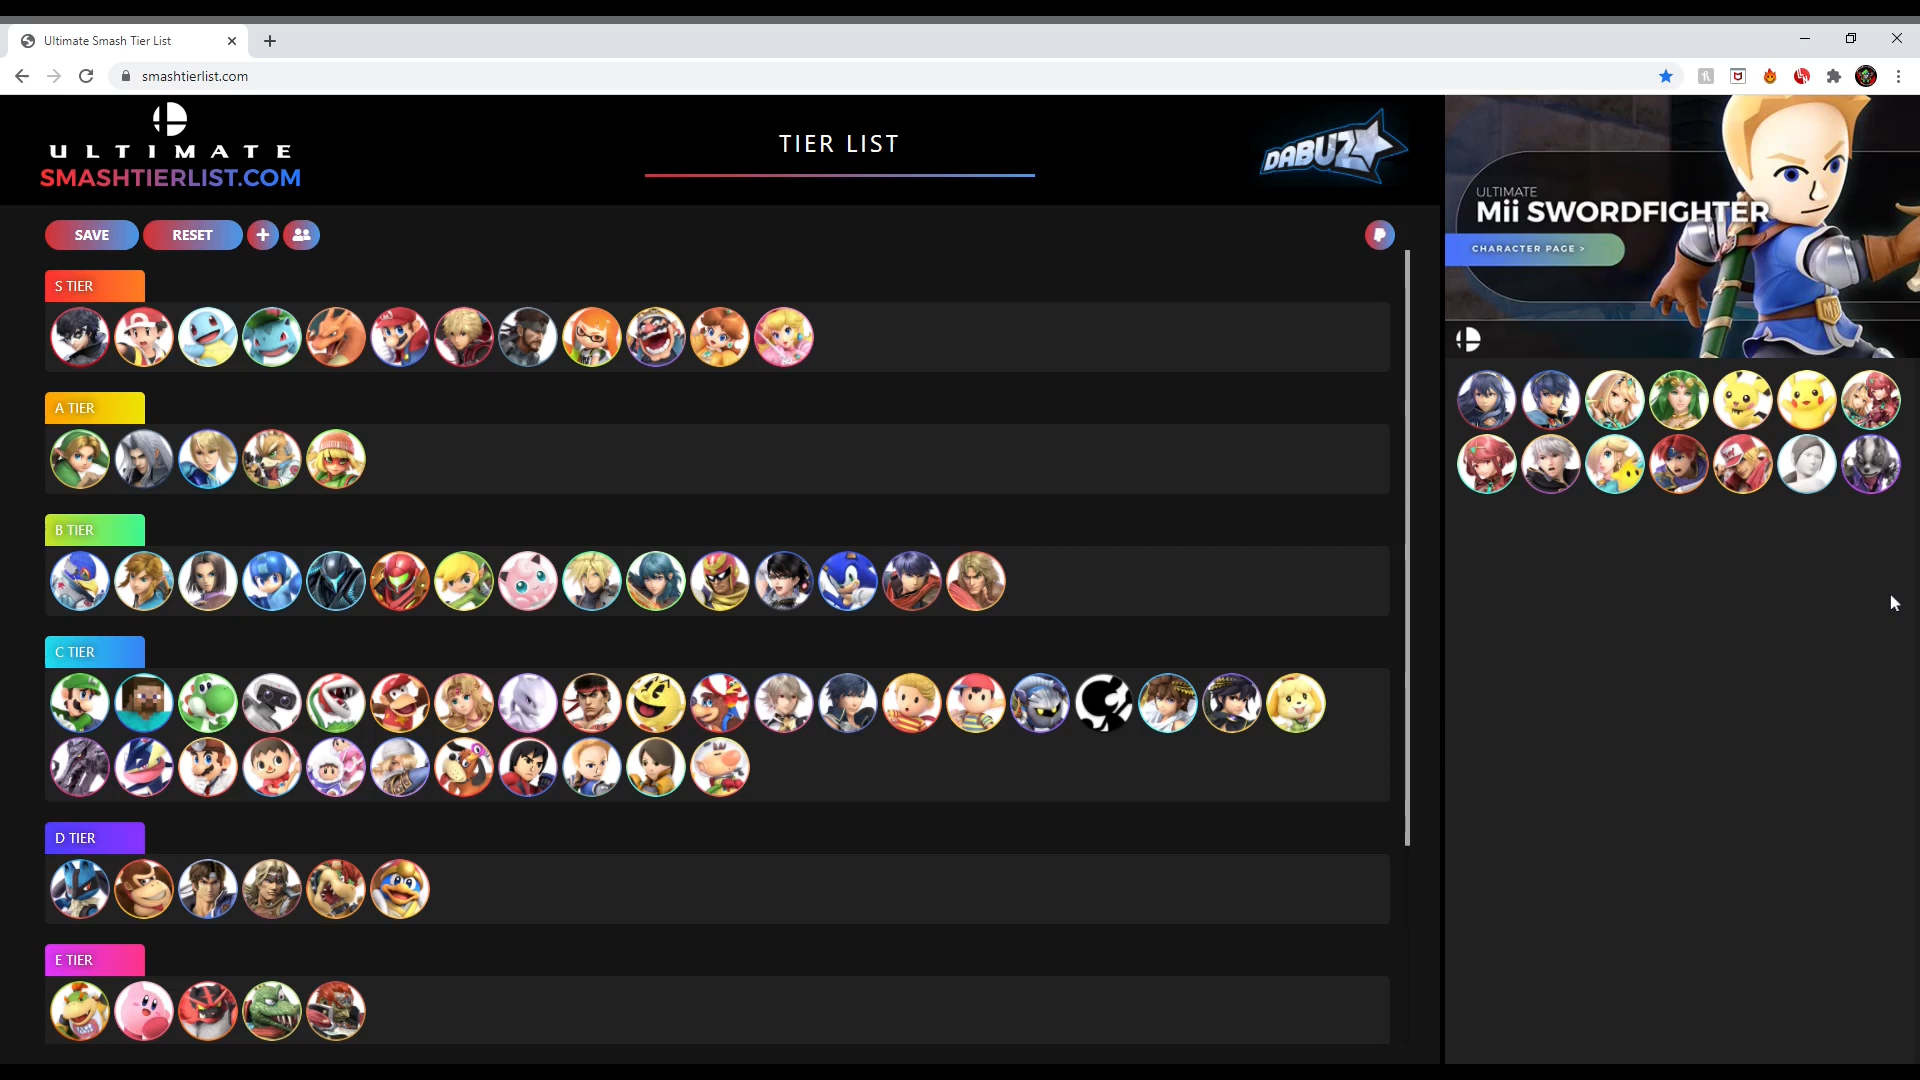 Ultimate Smash Tier List
smashtierlist.com
ULTIMATE
SMASHTIERLIST.COM
TIER LIST
DABUZ
SAVE
RESET
S TIER
A TIER
B TIER
C TIER
D TIER
E TIER
ULTIMATE
Mii SWORDFIGHTER
CHARACTER PAGE >